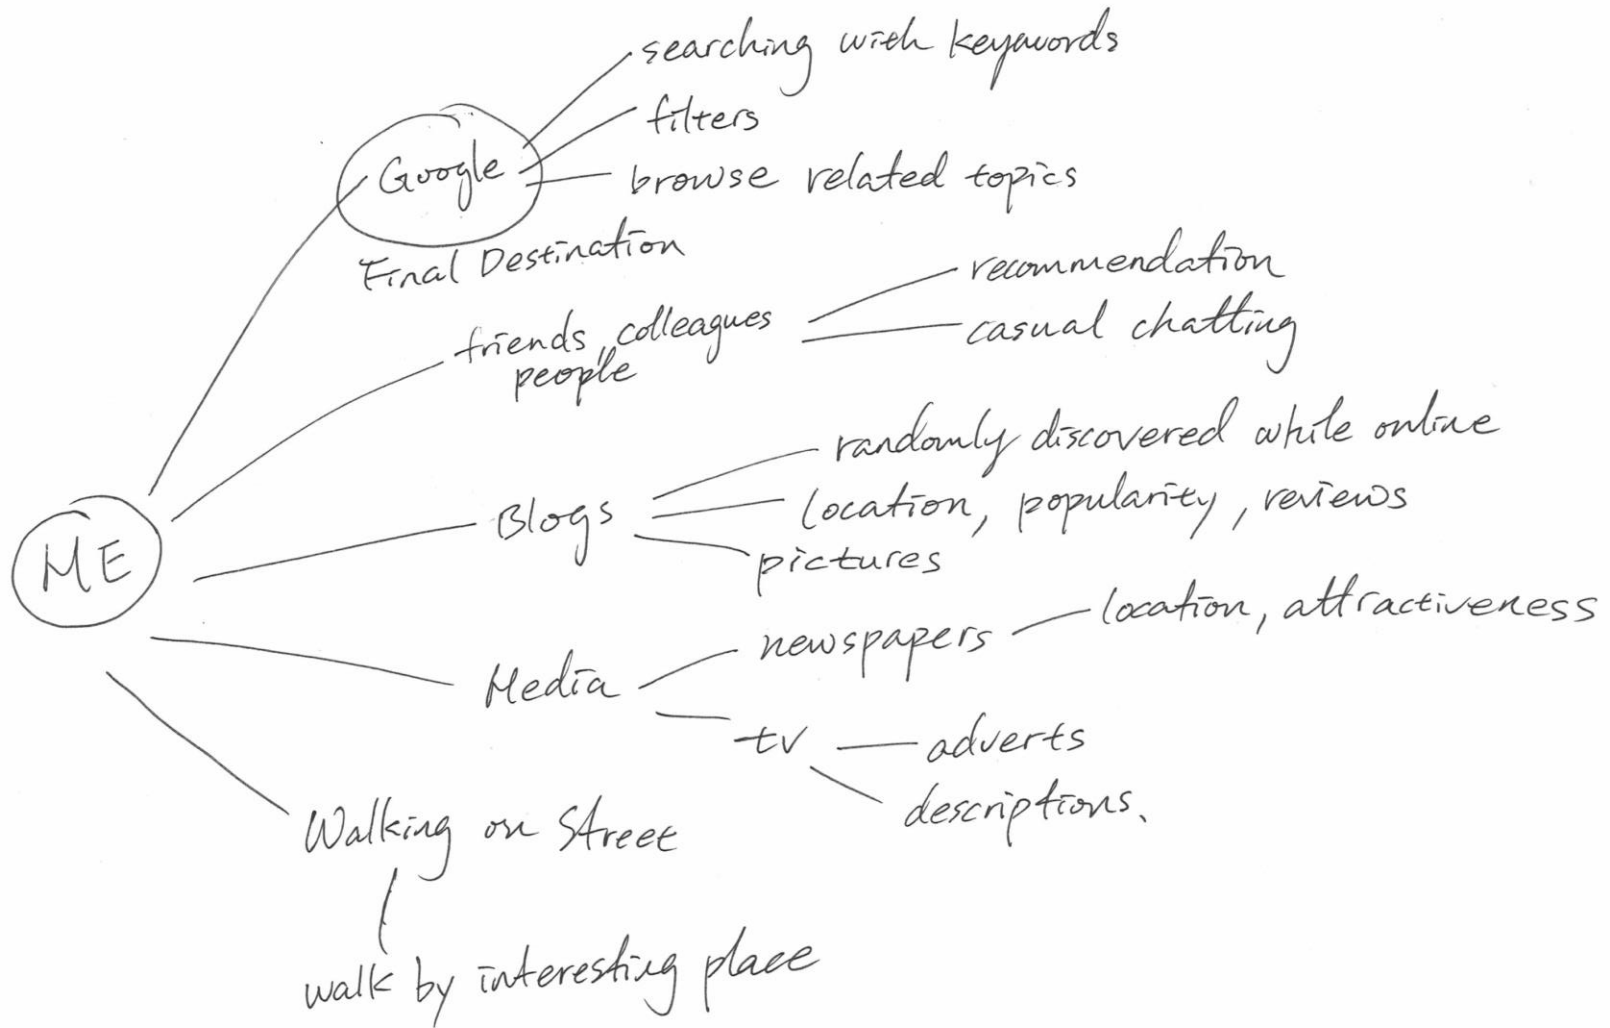 searching with keywords
filters
Google
browse related topics
Final Destination
recommendation
friends, colleagues
casual chatting
people
randomly discovered while online
Blogs
location, popularity, reviews
pictures
ME
newspapers
location, attractiveness
Media
tv
adverts
descriptions.
Walking on Street
walk by interesting place